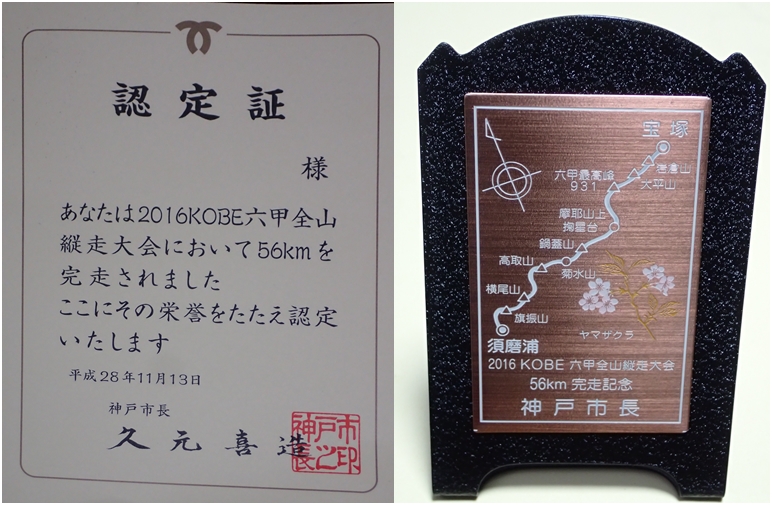 認定証
様
あなたは2016KOBE六甲全山
縦走大会において56kmを
完走されました
ここにその栄誉をたたえ認定
いたします
平成28年11月13日
神戸市長
久元喜造
神戸市長之印
宝塚
塩尾山
大平山
六甲最高峰
931
摩耶山上
掬星台
鍋蓋山
菊水山
高取山
横尾山
旗振山
須磨浦
ヤマザクラ
2016 KOBE 六甲全山縦走大会
56km 完走記念
神戸市長